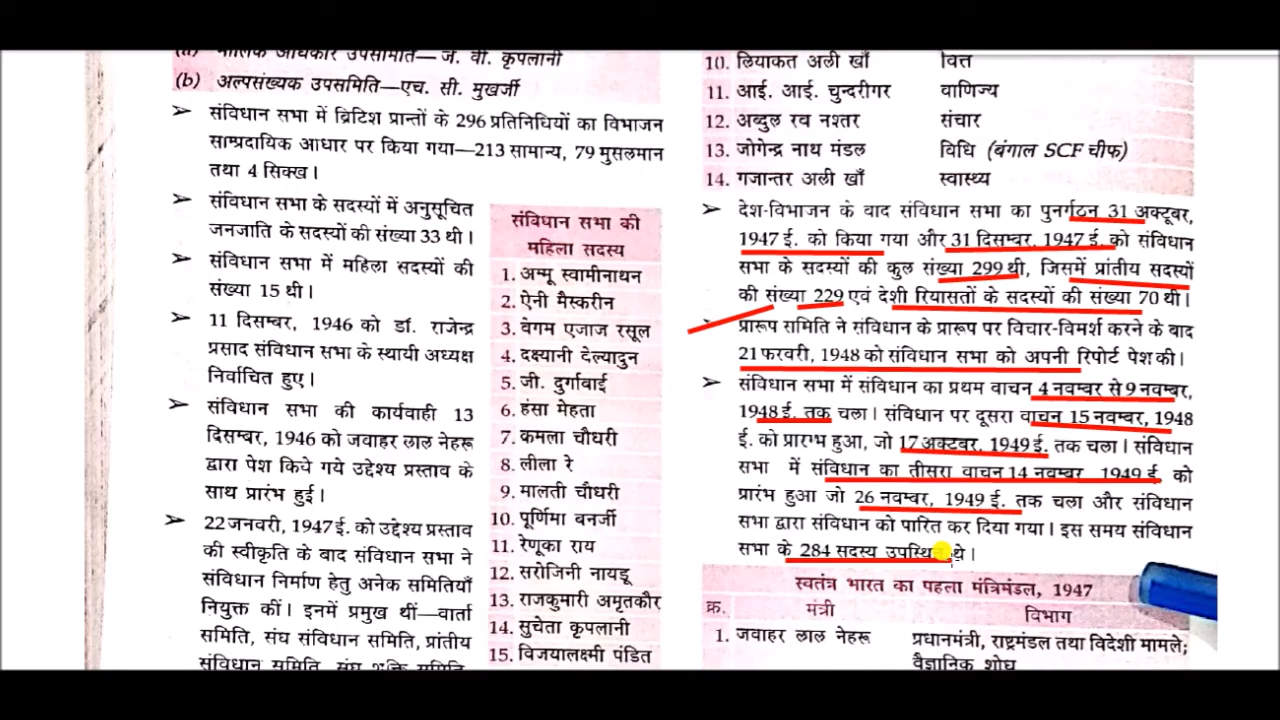 (a) मौलिक अधिकार उपसमिति— जे. वी. कृपलानी
(b) अल्पसंख्यक उपसमिति—एच. सी. मुखर्जी
➢ संविधान सभा में ब्रिटिश प्रान्तों के 296 प्रतिनिधियों का विभाजन
साम्प्रदायिक आधार पर किया गया—213 सामान्य, 79 मुसलमान
तथा 4 सिक्ख।
➢ संविधान सभा के सदस्यों में अनुसूचित
जनजाति के सदस्यों की संख्या 33 थी।
➢ संविधान सभा में महिला सदस्यों की
संख्या 15 थी।
➢ 11 दिसम्बर, 1946 को डॉ. राजेन्द्र
प्रसाद संविधान सभा के स्थायी अध्यक्ष
निर्वाचित हुए।
➢ संविधान सभा की कार्यवाही 13
दिसम्बर, 1946 को जवाहर लाल नेहरू
द्वारा पेश किये गये उद्देश्य प्रस्ताव के
साथ प्रारंभ हुई।
➢ 22 जनवरी, 1947 ई. को उद्देश्य प्रस्ताव
की स्वीकृति के बाद संविधान सभा ने
संविधान निर्माण हेतु अनेक समितियाँ
नियुक्त कीं। इनमें प्रमुख थीं—वार्ता
समिति, संघ संविधान समिति, प्रांतीय
संविधान समिति, संघ शक्ति समिति,
संविधान सभा की
महिला सदस्य
1. अम्मू स्वामीनाथन
2. ऐनी मैस्करीन
3. बेगम एजाज रसूल
4. दक्ष्यानी देल्यादुन
5. जी. दुर्गाबाई
6. हंसा मेहता
7. कमला चौधरी
8. लीला रे
9. मालती चौधरी
10. पूर्णिमा बनर्जी
11. रेणूका राय
12. सरोजिनी नायडू
13. राजकुमारी अमृतकौर
14. सुचेता कृपलानी
15. विजयालक्ष्मी पंडित
10. लियाकत अली खाँ वित्त
11. आई. आई. चुन्दरीगर वाणिज्य
12. अब्दुल रव नश्तर संचार
13. जोगेन्द्र नाथ मंडल विधि (बंगाल SCF चीफ)
14. गजान्तर अली खाँ स्वास्थ्य
➢ देश-विभाजन के बाद संविधान सभा का पुनर्गठन 31 अक्टूबर,
1947 ई. को किया गया और 31 दिसम्बर, 1947 ई. को संविधान
सभा के सदस्यों की कुल संख्या 299 थी, जिसमें प्रांतीय सदस्यों
की संख्या 229 एवं देशी रियासतों के सदस्यों की संख्या 70 थी।
प्रारूप समिति ने संविधान के प्रारूप पर विचार-विमर्श करने के बाद
21 फरवरी, 1948 को संविधान सभा को अपनी रिपोर्ट पेश की।
➢ संविधान सभा में संविधान का प्रथम वाचन 4 नवम्बर से 9 नवम्बर,
1948 ई. तक चला। संविधान पर दूसरा वाचन 15 नवम्बर, 1948
ई. को प्रारम्भ हुआ, जो 17 अक्टूबर, 1949 ई. तक चला। संविधान
सभा में संविधान का तीसरा वाचन 14 नवम्बर, 1949 ई. को
प्रारंभ हुआ जो 26 नवम्बर, 1949 ई. तक चला और संविधान
सभा द्वारा संविधान को पारित कर दिया गया। इस समय संविधान
सभा के 284 सदस्य उपस्थित थे।
स्वतंत्र भारत का पहला मंत्रिमंडल, 1947
क्र. मंत्री विभाग
1. जवाहर लाल नेहरू प्रधानमंत्री, राष्ट्रमंडल तथा विदेशी मामले;
वैज्ञानिक शोध